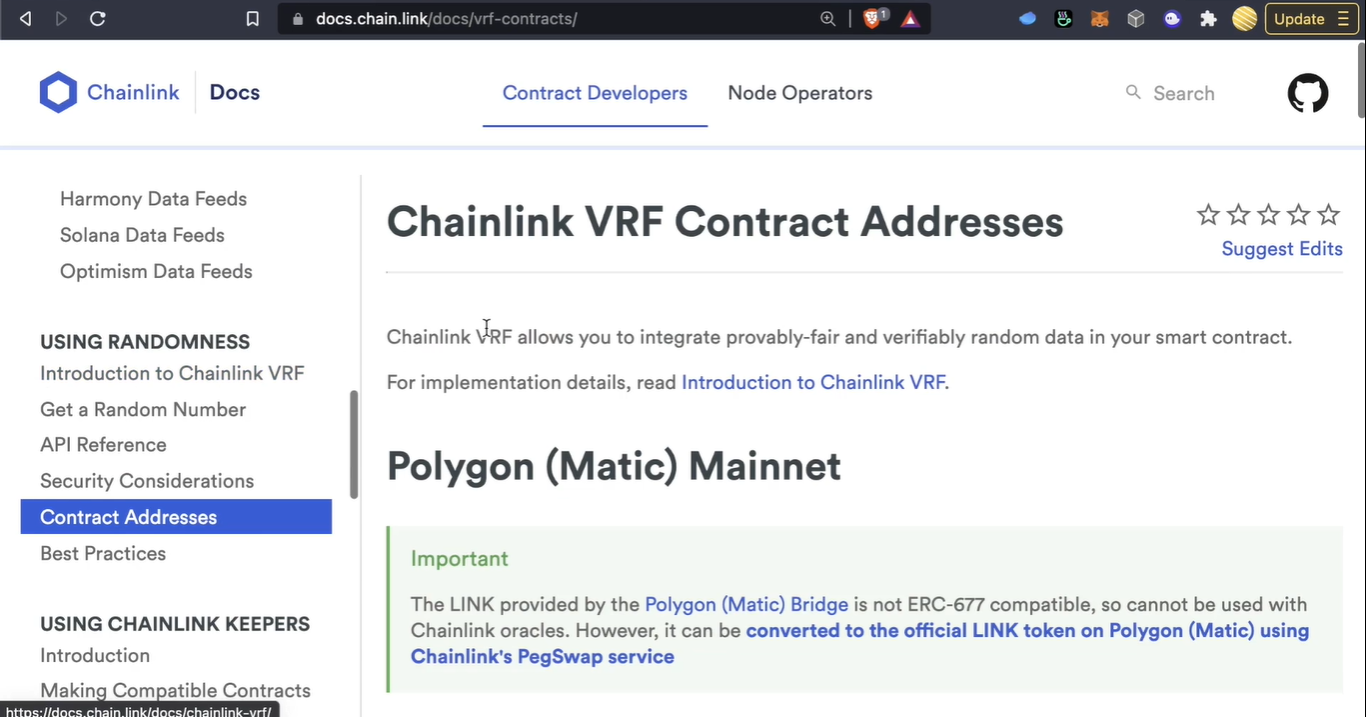 docs.chain.link/docs/vrf-contracts/
1
Update
Chainlink
Docs
Contract Developers
Node Operators
Search
Harmony Data Feeds
Solana Data Feeds
Optimism Data Feeds
USING RANDOMNESS
Introduction to Chainlink VRF
Get a Random Number
API Reference
Security Considerations
Contract Addresses
Best Practices
USING CHAINLINK KEEPERS
Introduction
Making Compatible Contracts
https://docs.chain.link/docs/chainlink-vrf/
Chainlink VRF Contract Addresses
Suggest Edits
Chainlink VRF allows you to integrate provably-fair and verifiably random data in your smart contract.
For implementation details, read Introduction to Chainlink VRF.
Polygon (Matic) Mainnet
Important
The LINK provided by the Polygon (Matic) Bridge is not ERC-677 compatible, so cannot be used with
Chainlink oracles. However, it can be converted to the official LINK token on Polygon (Matic) using
Chainlink's PegSwap service